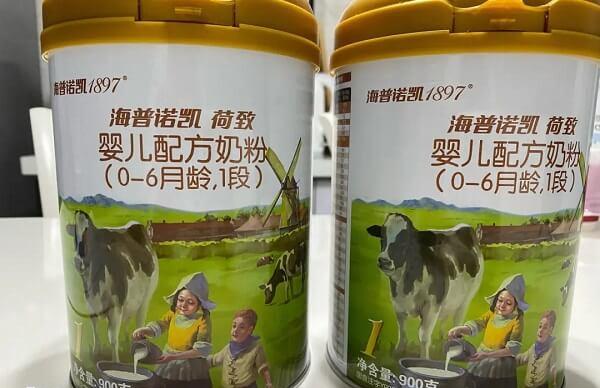 海普诺凯1897®
海普诺凯 荷致
婴儿配方奶粉
(0-6月龄,1段)
1
净含量:900克
海普诺凯1897®
海普诺凯 荷致
婴儿配方奶粉
(0-6月龄,1段)
1
净含量:900克